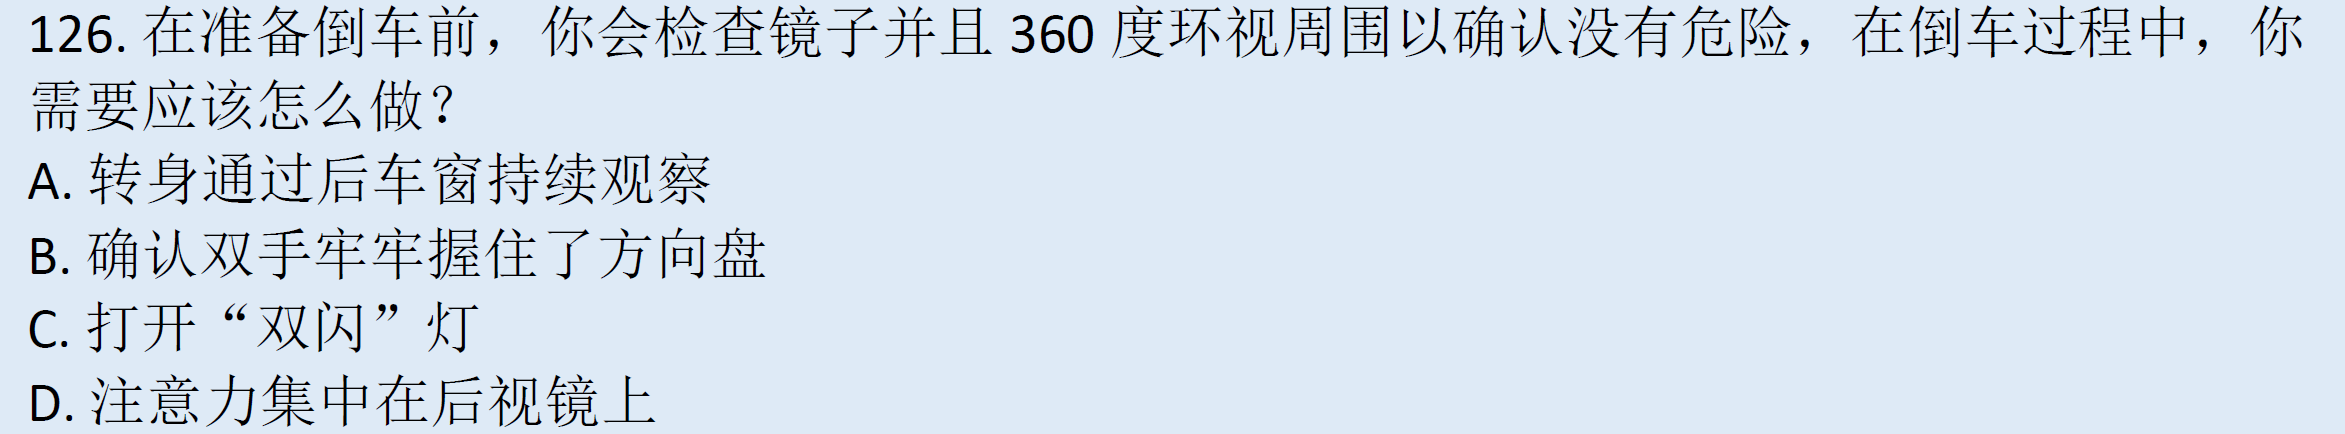 126. 在准备倒车前，你会检查镜子并且 360 度环视周围以确认没有危险，在倒车过程中，你
需要应该怎么做？
A. 转身通过后车窗持续观察
B. 确认双手牢牢握住了方向盘
C. 打开“双闪”灯
D. 注意力集中在后视镜上